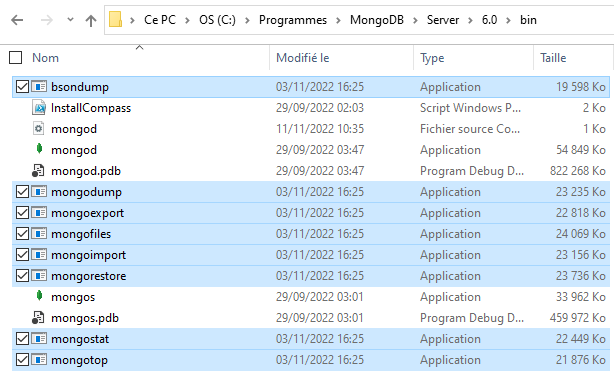 Ce PC > OS (C:) > Programmes > MongoDB > Server > 6.0 > bin
Nom Modifié le Type Taille
bsondump 03/11/2022 16:25 Application 19 598 Ko
InstallCompass 29/09/2022 02:03 Script Windows P... 2 Ko
mongod 11/11/2022 10:35 Fichier source Co... 1 Ko
mongod 29/09/2022 03:47 Application 54 849 Ko
mongod.pdb 29/09/2022 03:47 Program Debug D... 822 268 Ko
mongodump 03/11/2022 16:25 Application 23 235 Ko
mongoexport 03/11/2022 16:25 Application 22 818 Ko
mongofiles 03/11/2022 16:25 Application 24 069 Ko
mongoimport 03/11/2022 16:25 Application 23 156 Ko
mongorestore 03/11/2022 16:25 Application 23 736 Ko
mongos 29/09/2022 03:01 Application 33 962 Ko
mongos.pdb 29/09/2022 03:01 Program Debug D... 459 972 Ko
mongostat 03/11/2022 16:25 Application 22 449 Ko
mongotop 03/11/2022 16:25 Application 21 876 Ko